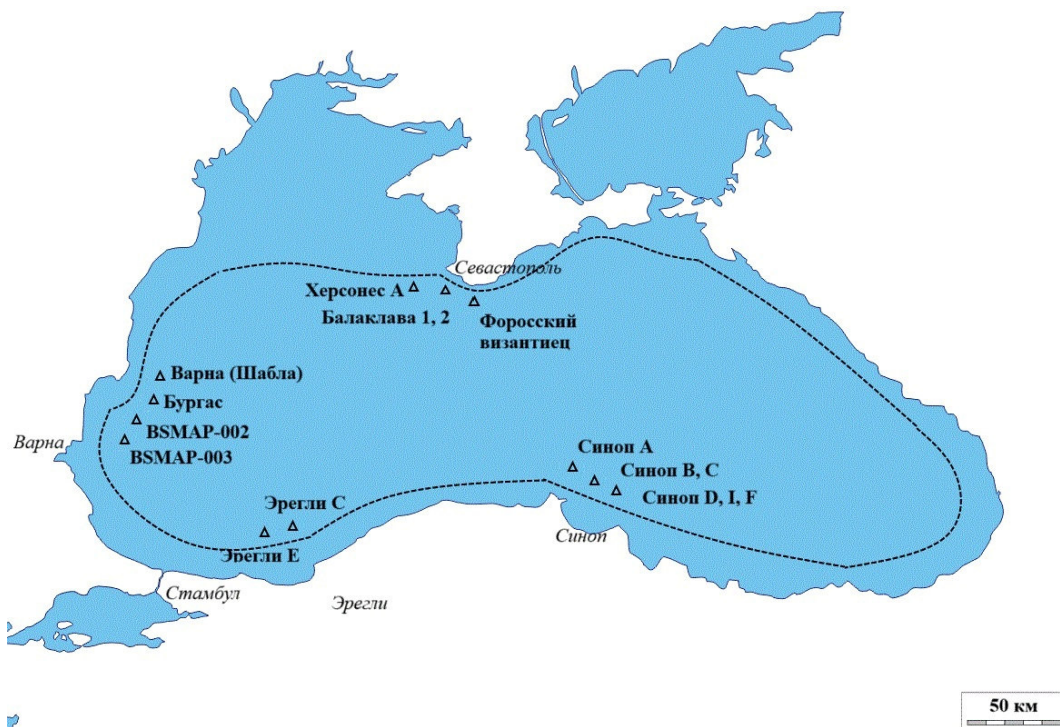 Севастополь
Херсонес А
Балаклава 1, 2
Форосский
византиец
Варна (Шабла)
Бургас
BSMAP-002
BSMAP-003
Варна
Синоп А
Синоп В, С
Синоп D, I, F
Эрегли С
Эрегли Е
Синоп
Стамбул
Эрегли
50 км